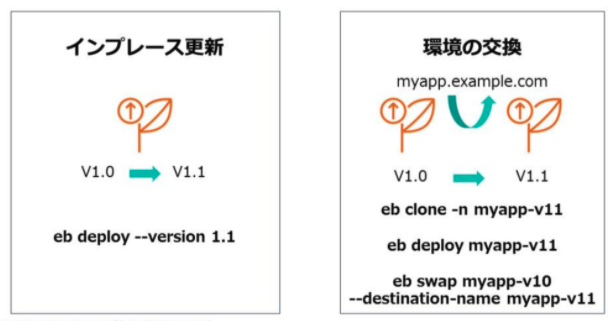 インプレース更新
V1.0
V1.1
eb deploy --version 1.1
環境の交換
myapp.example.com
V1.0
V1.1
eb clone -n myapp-v11
eb deploy myapp-v11
eb swap myapp-v10
--destination-name myapp-v11